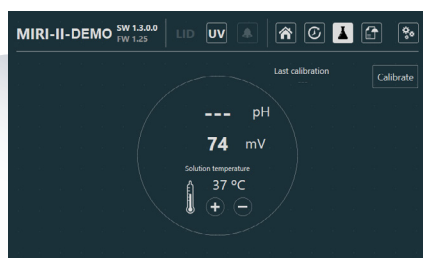 MIRI-II-DEMO SW 1.3.0.0
FW 1.25
LID UV
Last calibration
---
Calibrate
--- pH
74 mV
Solution temperature
37 ºC
+ −